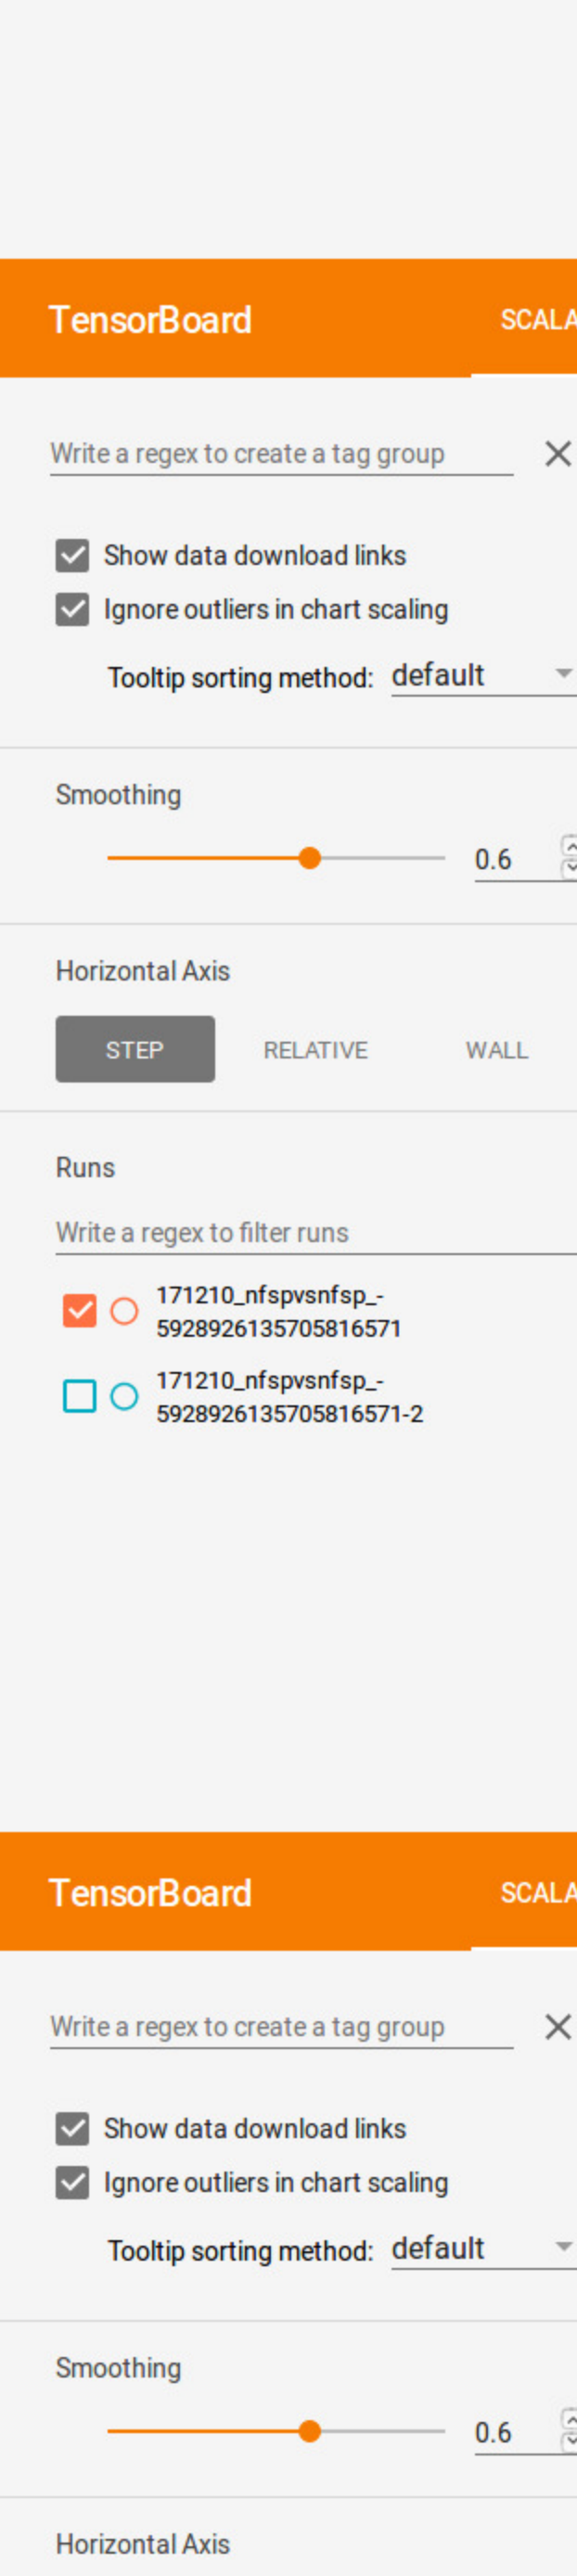 TensorBoard SCALA
Write a regex to create a tag group
Show data download links
Ignore outliers in chart scaling
Tooltip sorting method: default
Smoothing
0.6
Horizontal Axis
STEP RELATIVE WALL
Runs
Write a regex to filter runs
171210_nfspvsnfsp_-
5928926135705816571
171210_nfspvsnfsp_-
5928926135705816571-2
TensorBoard SCALA
Write a regex to create a tag group
Show data download links
Ignore outliers in chart scaling
Tooltip sorting method: default
Smoothing
0.6
Horizontal Axis